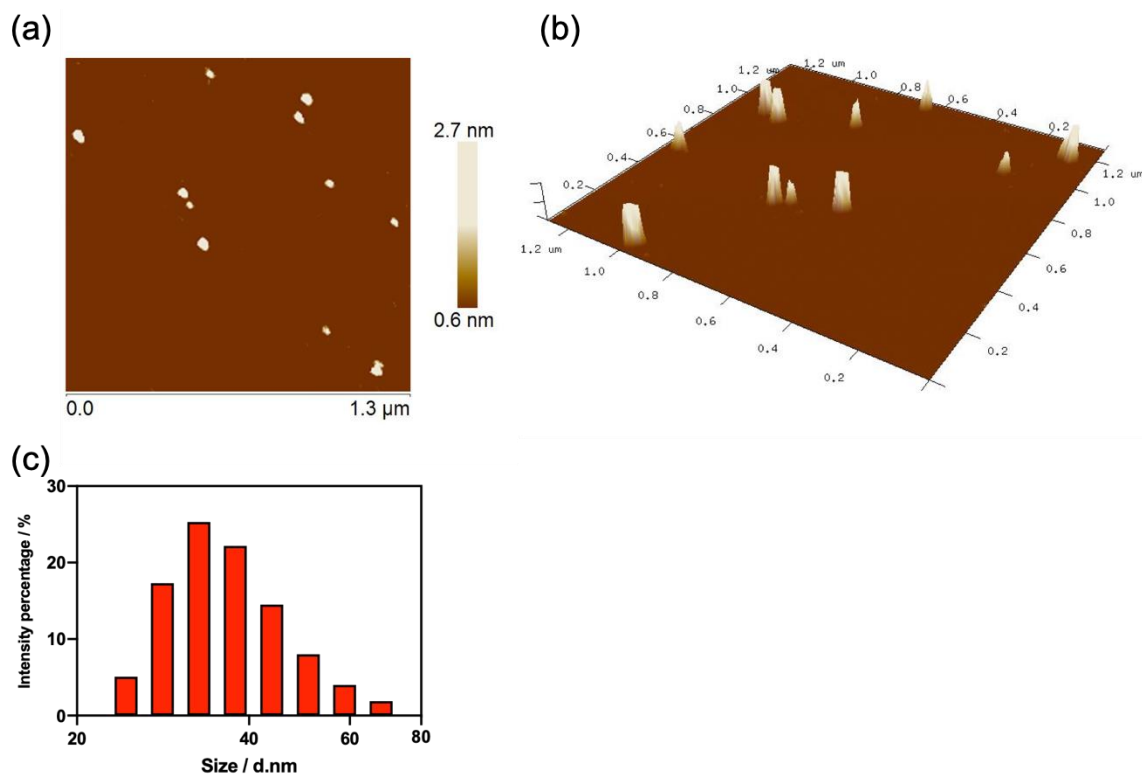 (a)
2.7 nm
0.6 nm
0.0 1.3 μm
(b)
1.2 um 1.2 um
1.0 1.0
0.8 0.8
0.6 0.6
0.4 0.4
0.2 0.2
1.2 um 1.2 um
1.0 1.0
0.8 0.8
0.6 0.6
0.4 0.4
0.2 0.2
(c)
Intensity percentage / %
30
20
10
0
20 40 60 80
Size / d.nm